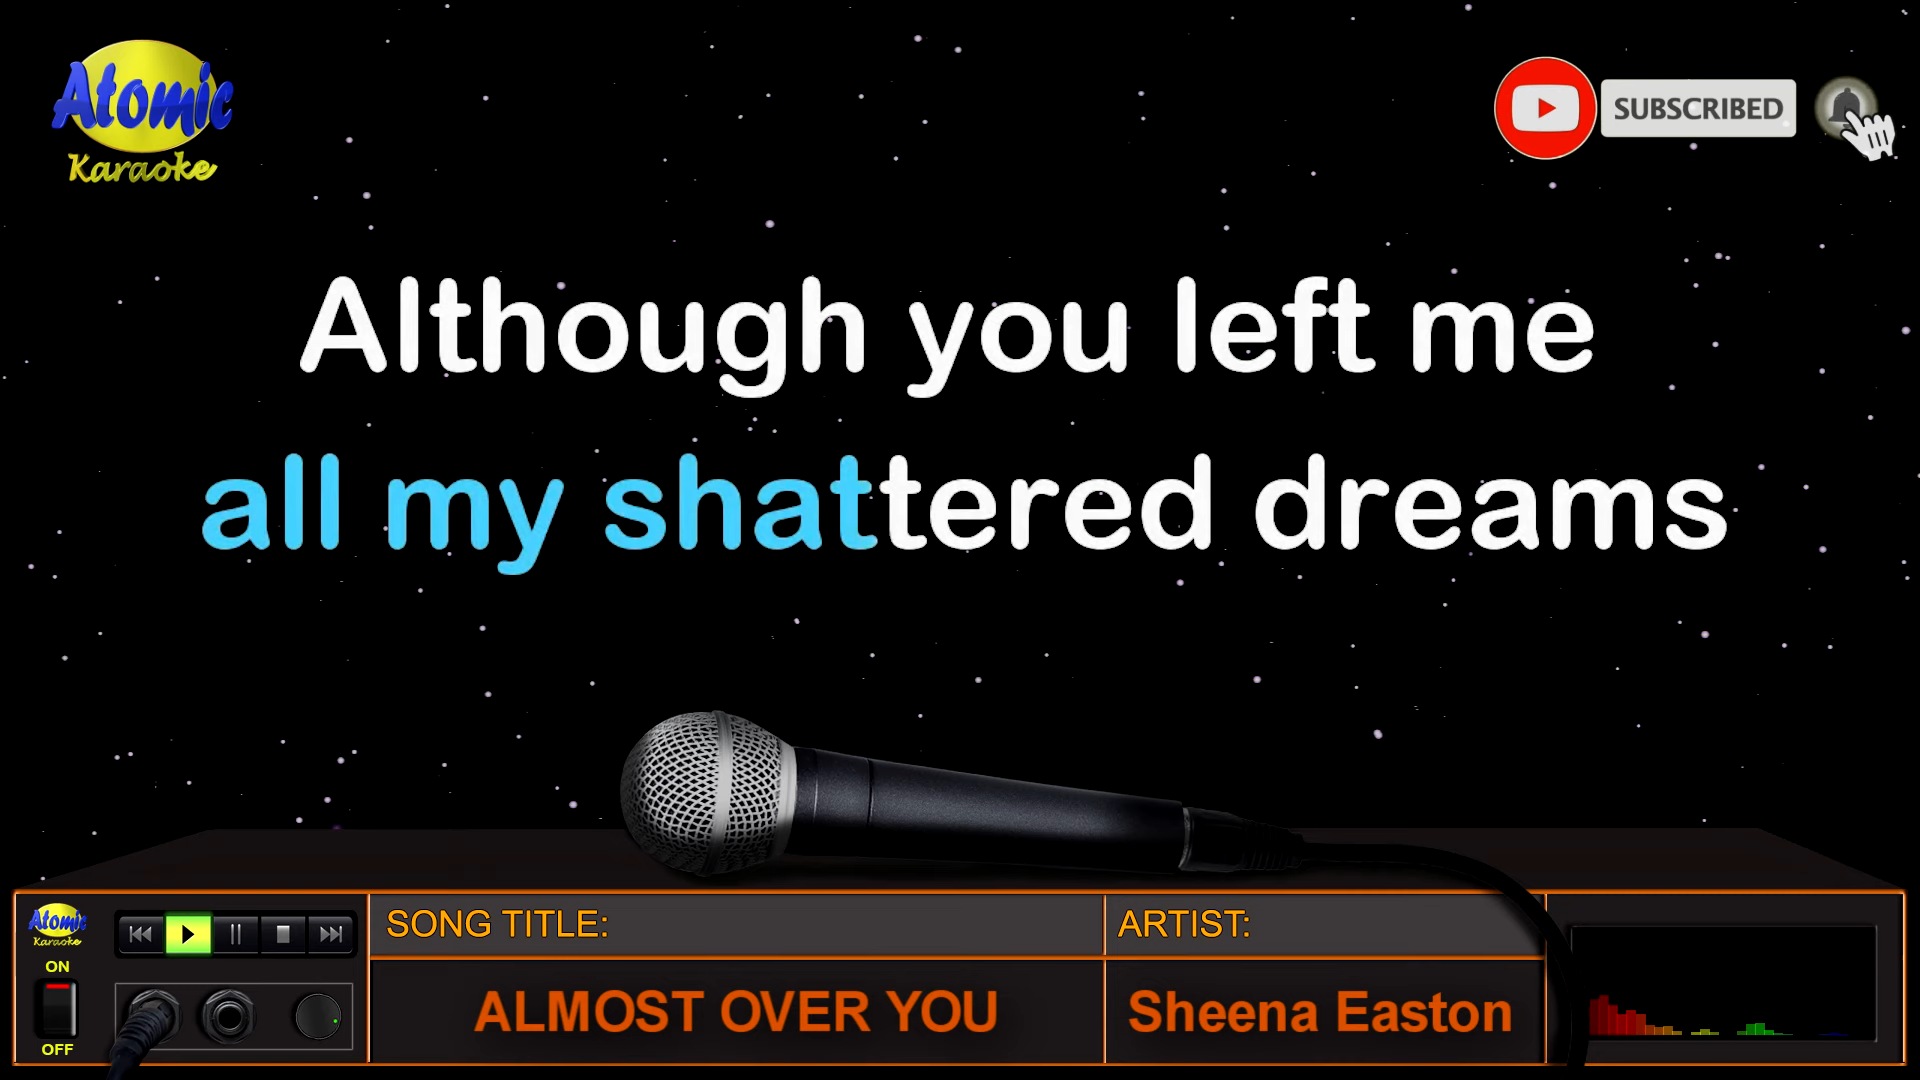 Atomic
Karaoke
SUBSCRIBED
Although you left me
all my shattered dreams
Atomic
Karaoke
ON
OFF
SONG TITLE:
ARTIST:
ALMOST OVER YOU
Sheena Easton